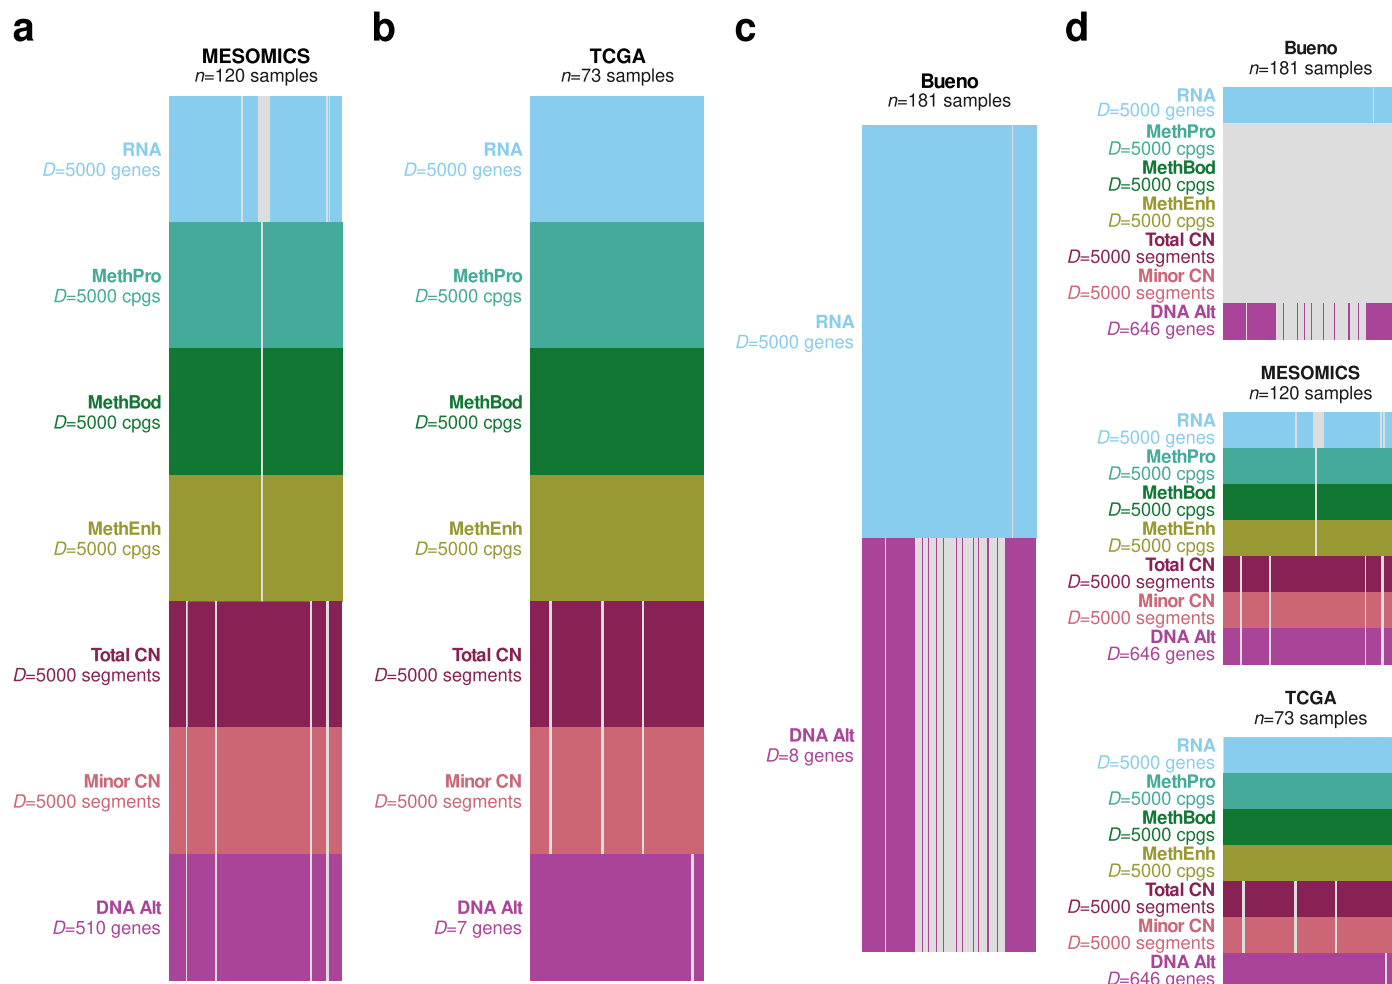 a
MESOMICS
n=120 samples
RNA
D=5000 genes
MethPro
D=5000 cpgs
MethBod
D=5000 cpgs
MethEnh
D=5000 cpgs
Total CN
D=5000 segments
Minor CN
D=5000 segments
DNA Alt
D=510 genes
b
TCGA
n=73 samples
RNA
D=5000 genes
MethPro
D=5000 cpgs
MethBod
D=5000 cpgs
MethEnh
D=5000 cpgs
Total CN
D=5000 segments
Minor CN
D=5000 segments
DNA Alt
D=7 genes
c
Bueno
n=181 samples
RNA
D=5000 genes
DNA Alt
D=8 genes
d
Bueno
n=181 samples
RNA
D=5000 genes
MethPro
D=5000 cpgs
MethBod
D=5000 cpgs
MethEnh
D=5000 cpgs
Total CN
D=5000 segments
Minor CN
D=5000 segments
DNA Alt
D=646 genes
MESOMICS
n=120 samples
RNA
D=5000 genes
MethPro
D=5000 cpgs
MethBod
D=5000 cpgs
MethEnh
D=5000 cpgs
Total CN
D=5000 segments
Minor CN
D=5000 segments
DNA Alt
D=646 genes
TCGA
n=73 samples
RNA
D=5000 genes
MethPro
D=5000 cpgs
MethBod
D=5000 cpgs
MethEnh
D=5000 cpgs
Total CN
D=5000 segments
Minor CN
D=5000 segments
DNA Alt
D=646 genes